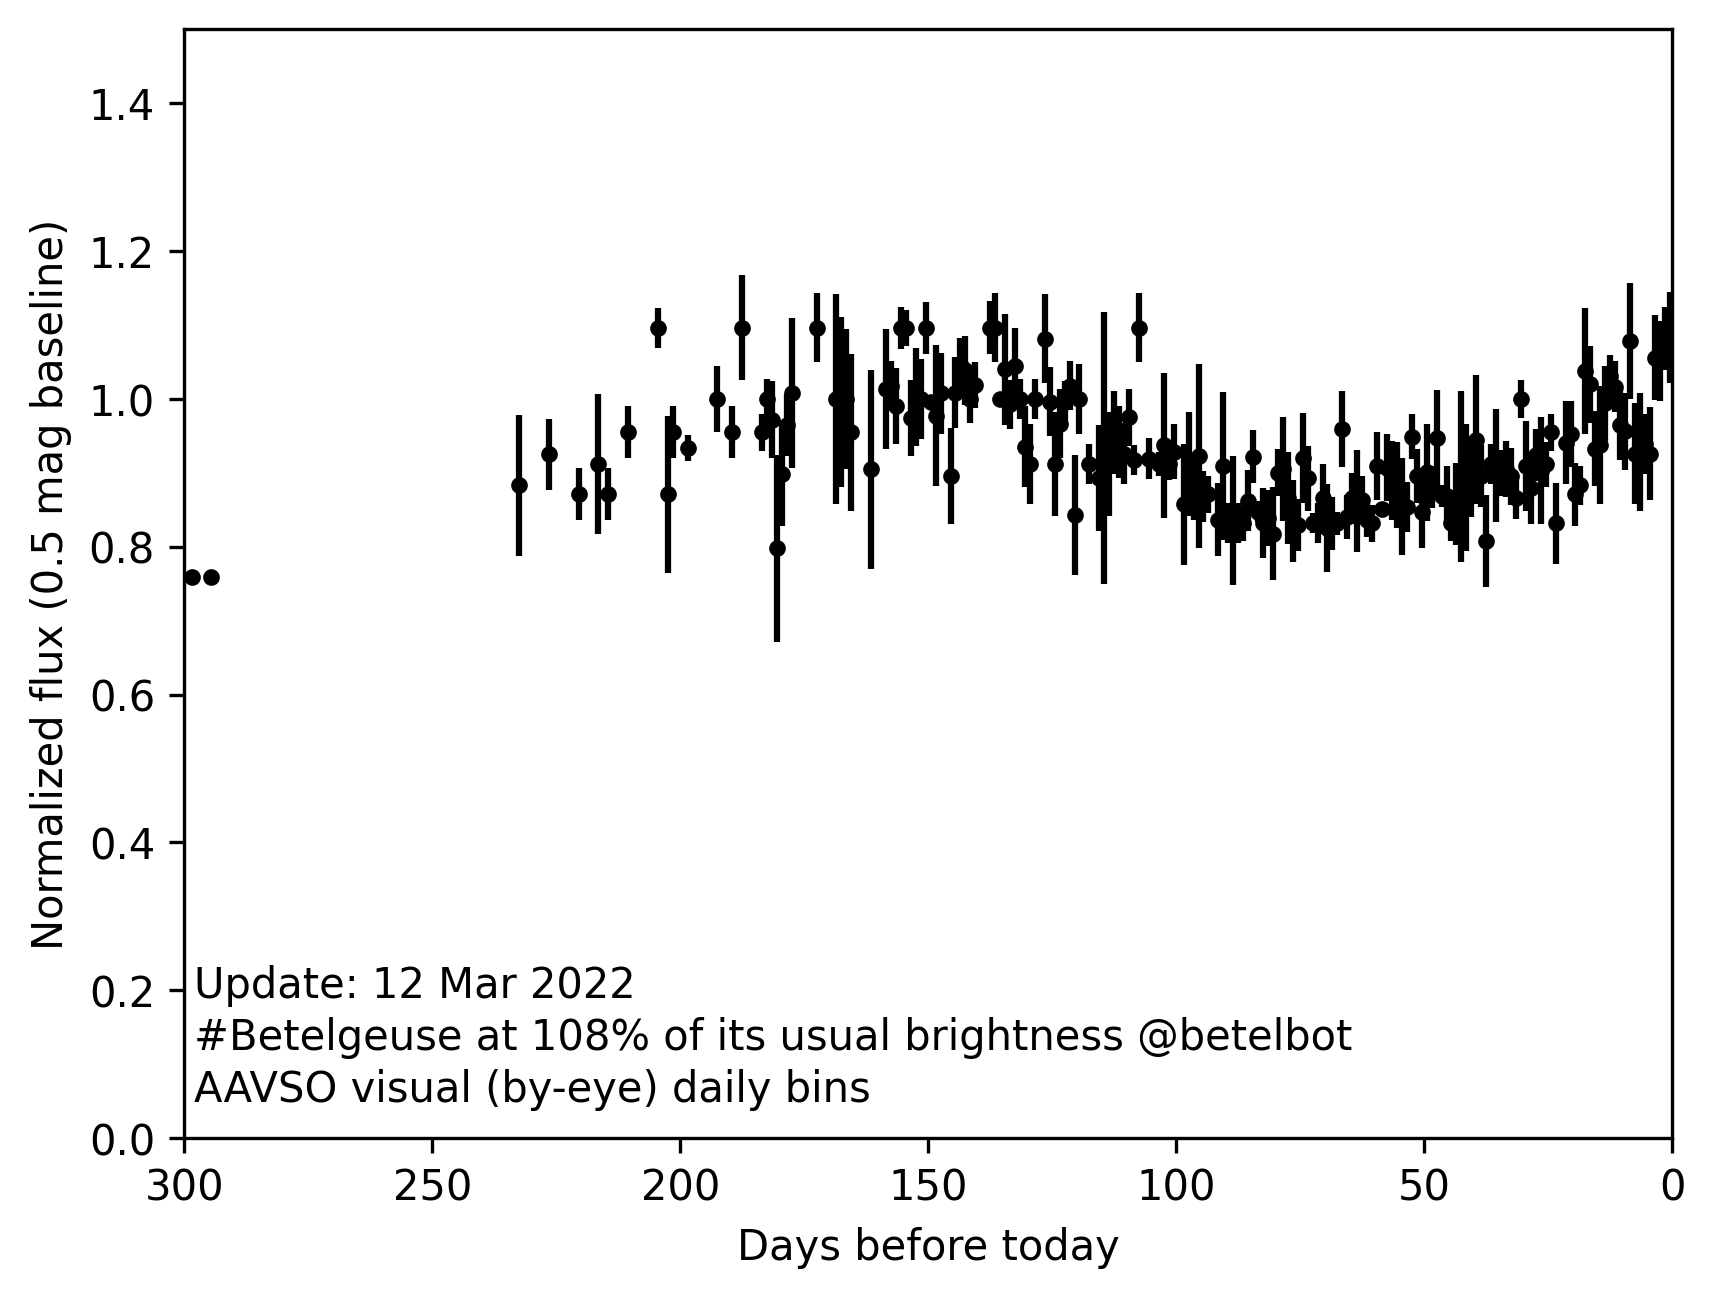 1.4
1.2
1.0
0.8
0.6
0.4
0.2
0.0
Normalized flux (0.5 mag baseline)
Update: 12 Mar 2022
#Betelgeuse at 108% of its usual brightness @betelbot
AAVSO visual (by-eye) daily bins
300 250 200 150 100 50 0
Days before today